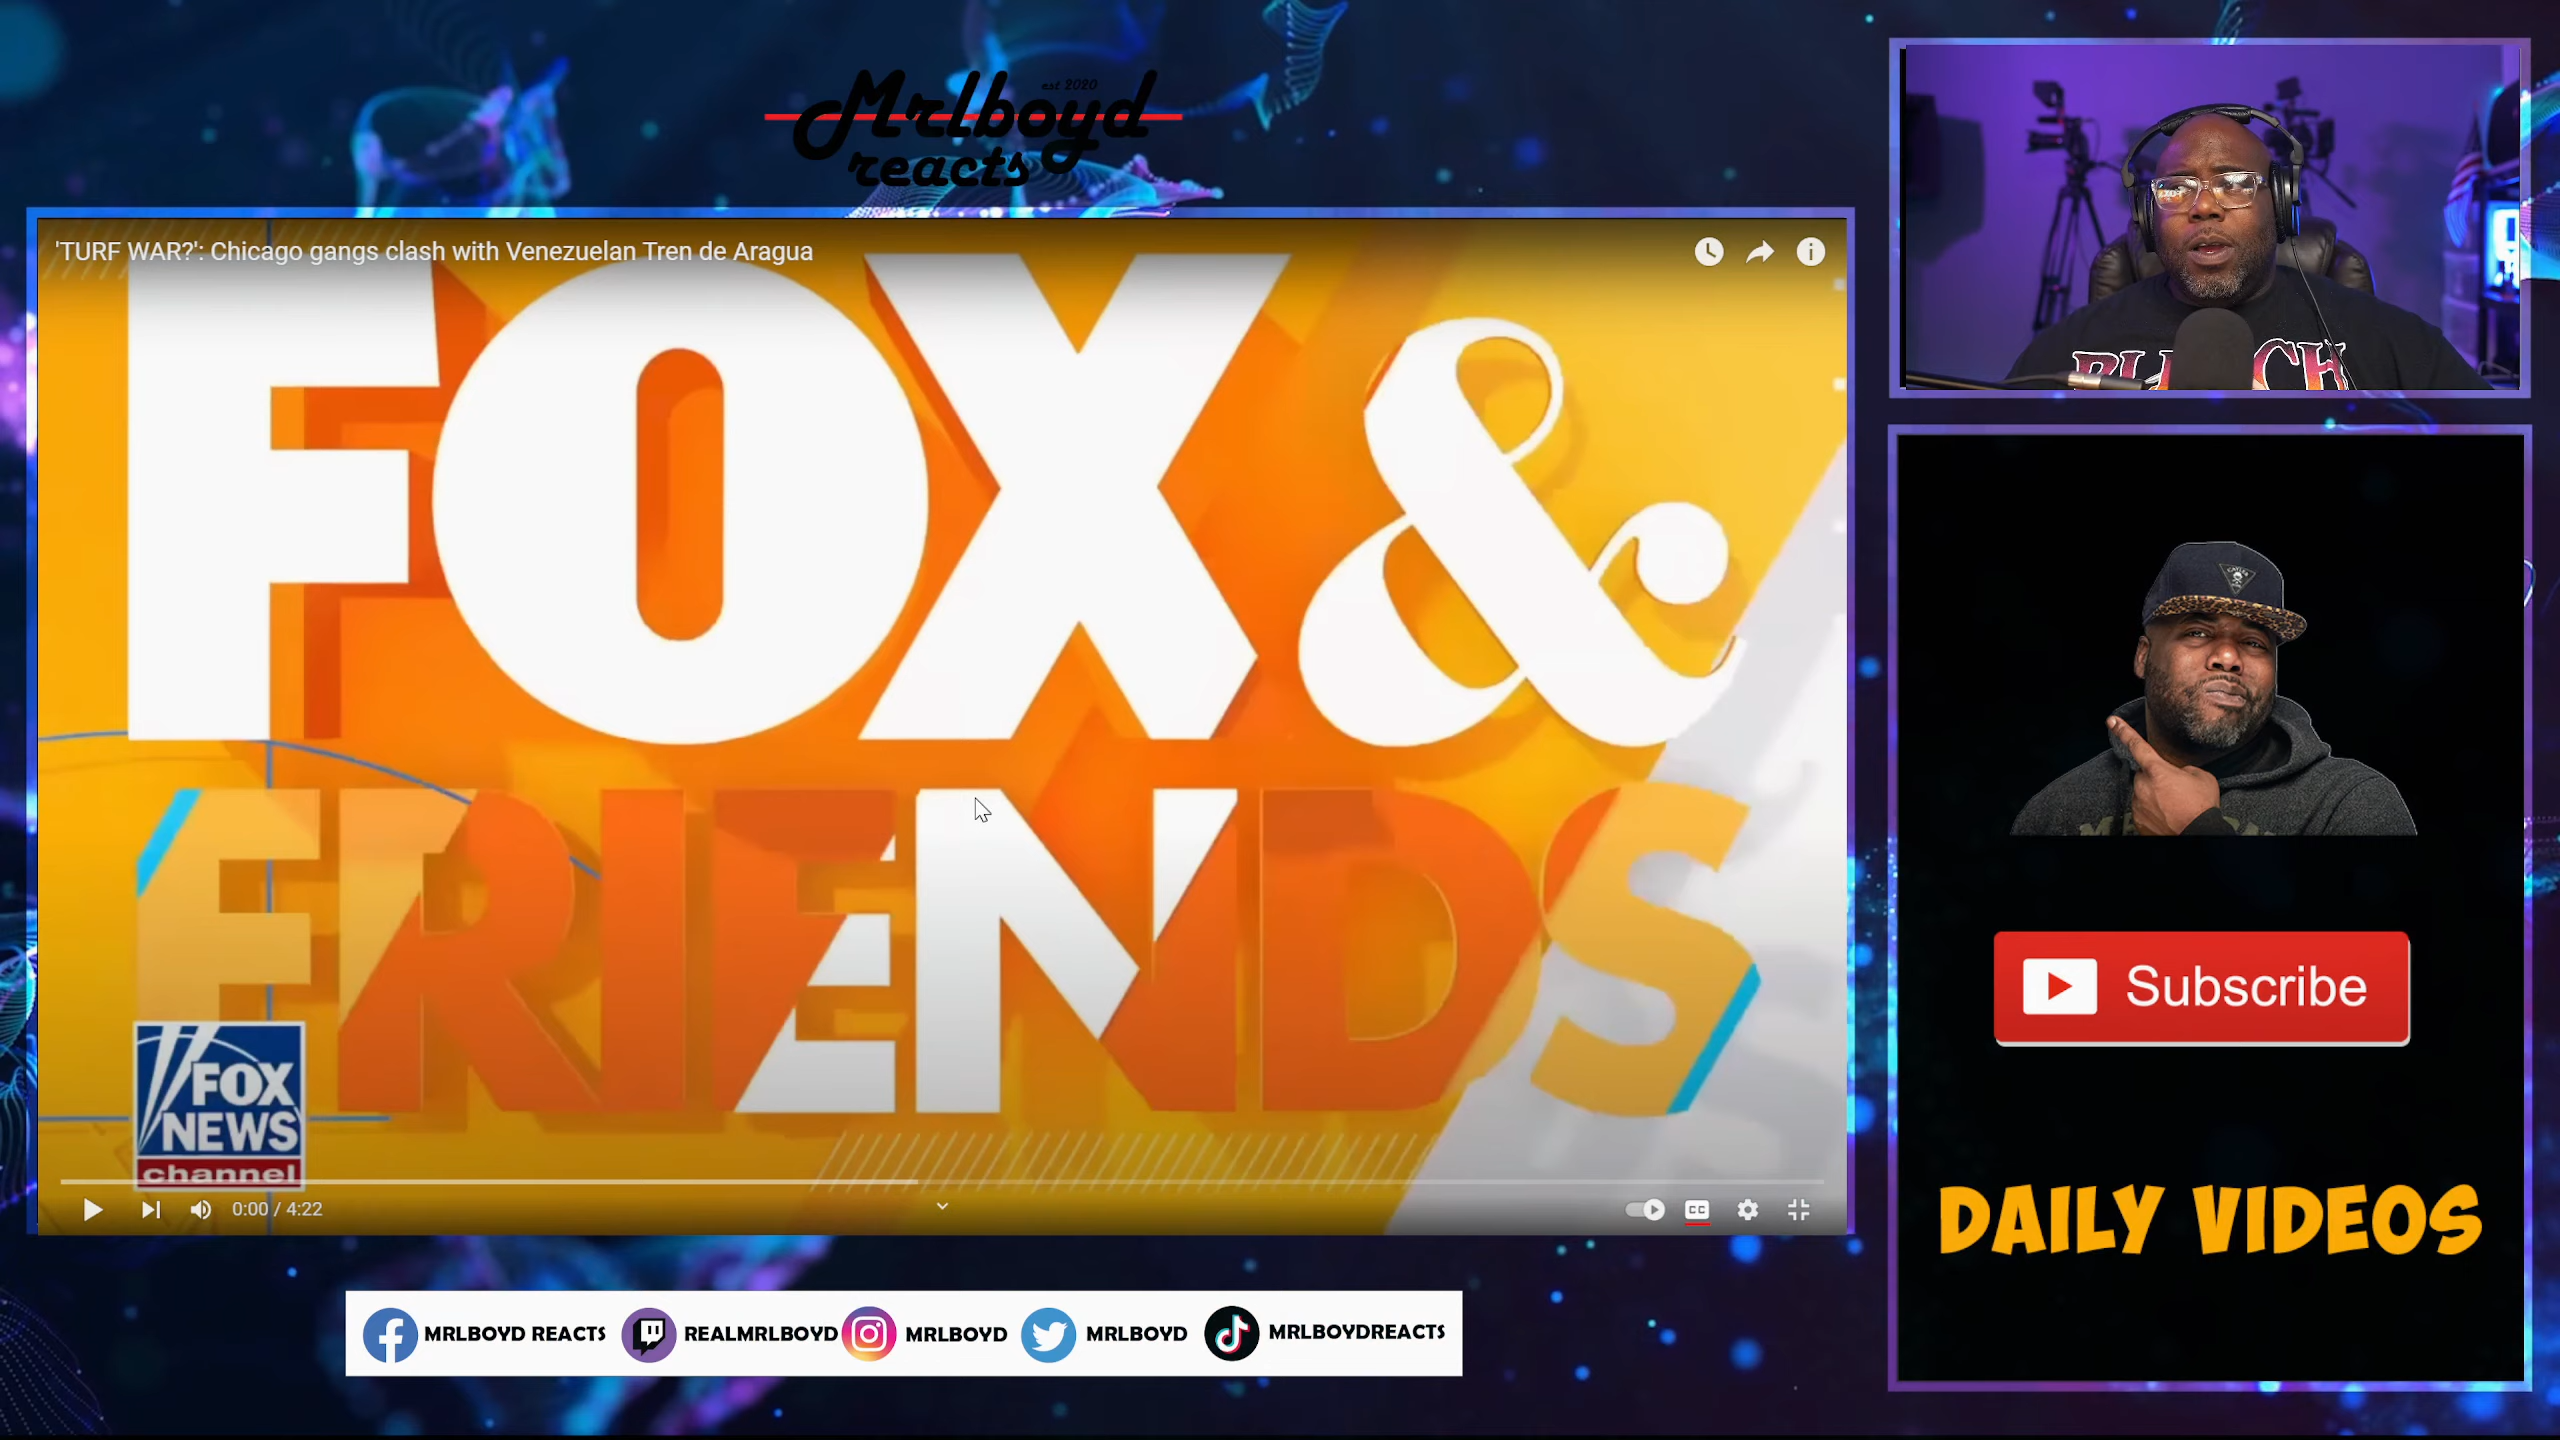 est 2020
Mrlboyd
reacts
'TURF WAR?': Chicago gangs clash with Venezuelan Tren de Aragua
FOX &
FRIENDS
FOX
NEWS
channel
0:00 / 4:22
CC
Subscribe
DAILY VIDEOS
MRLBOYD REACTS REALMRLBOYD MRLBOYD MRLBOYD MRLBOYDREACTS